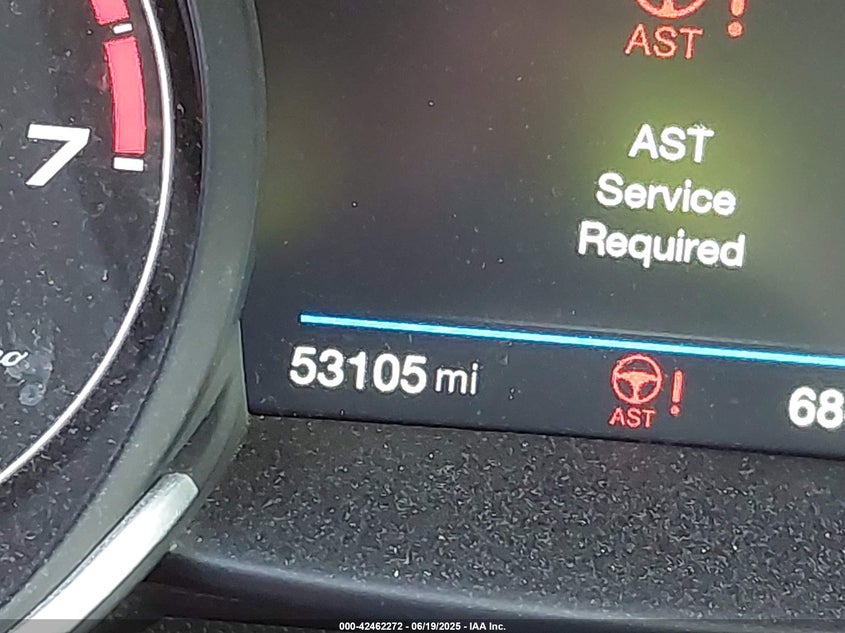 7
AST
AST
Service
Required
53105 mi
AST
68
000-42462272 - 06/19/2025 - IAA Inc.